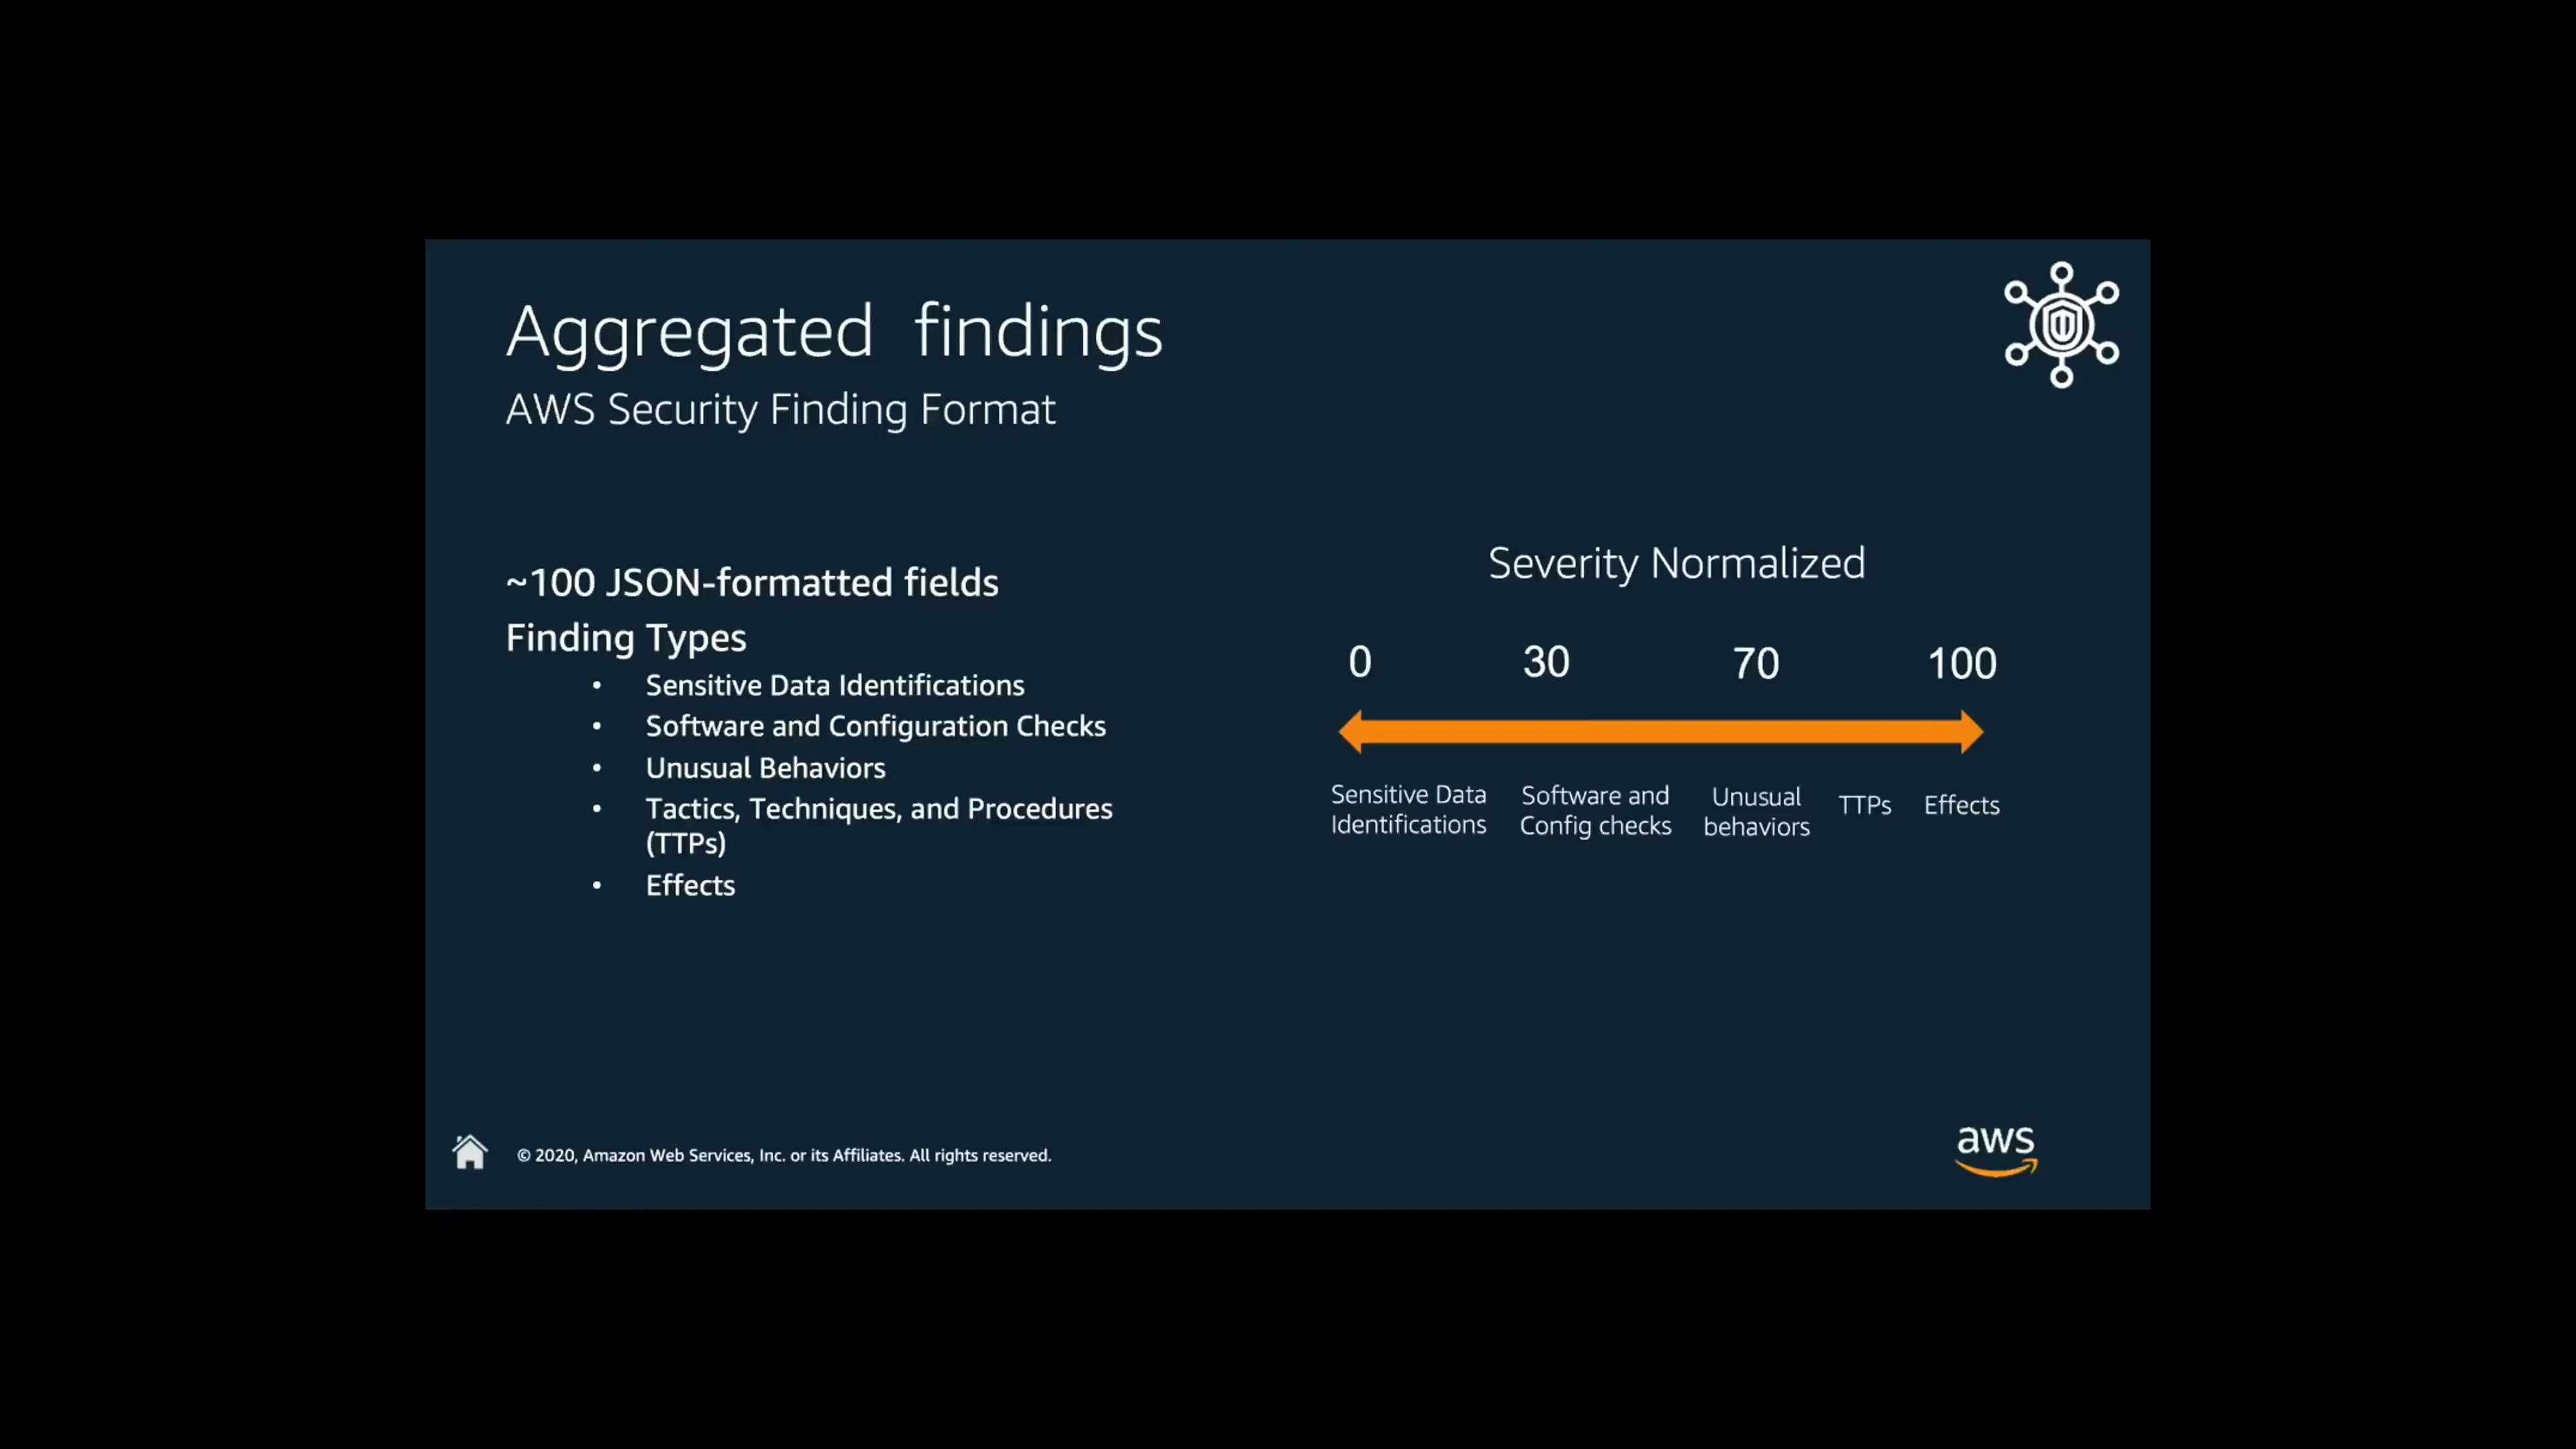 Aggregated findings
AWS Security Finding Format
~100 JSON-formatted fields
Finding Types
• Sensitive Data Identifications
• Software and Configuration Checks
• Unusual Behaviors
• Tactics, Techniques, and Procedures
(TTPs)
• Effects
Severity Normalized
0 30 70 100
Sensitive Data
Identifications
Software and
Config checks
Unusual
behaviors
TTPs
Effects
© 2020, Amazon Web Services, Inc. or its Affiliates. All rights reserved.
aws